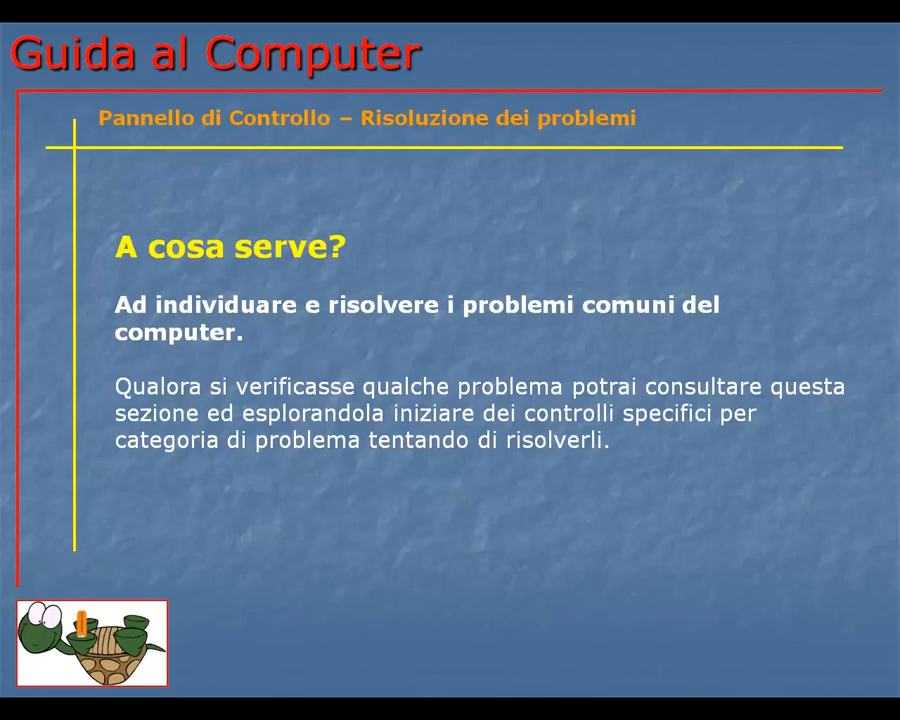 Guida al Computer
Pannello di Controllo – Risoluzione dei problemi
A cosa serve?
Ad individuare e risolvere i problemi comuni del
computer.
Qualora si verificasse qualche problema potrai consultare questa
sezione ed esplorandola iniziare dei controlli specifici per
categoria di problema tentando di risolverli.